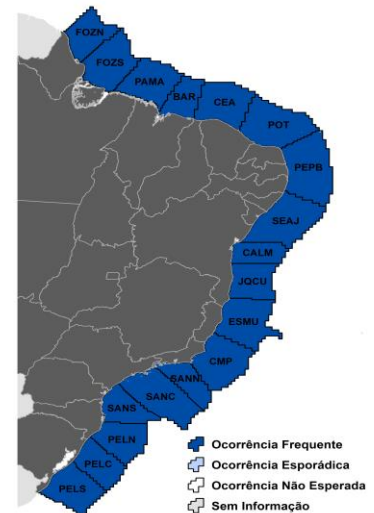 FOZN
FOZS
PAMA
BAR
CEA
POT
PEPB
SEAJ
CALM
JQCU
ESMU
CMP
SANN
SANC
SANS
PELN
PELC
PELS
Ocorrência Frequente
Ocorrência Esporádica
Ocorrência Não Esperada
Sem Informação